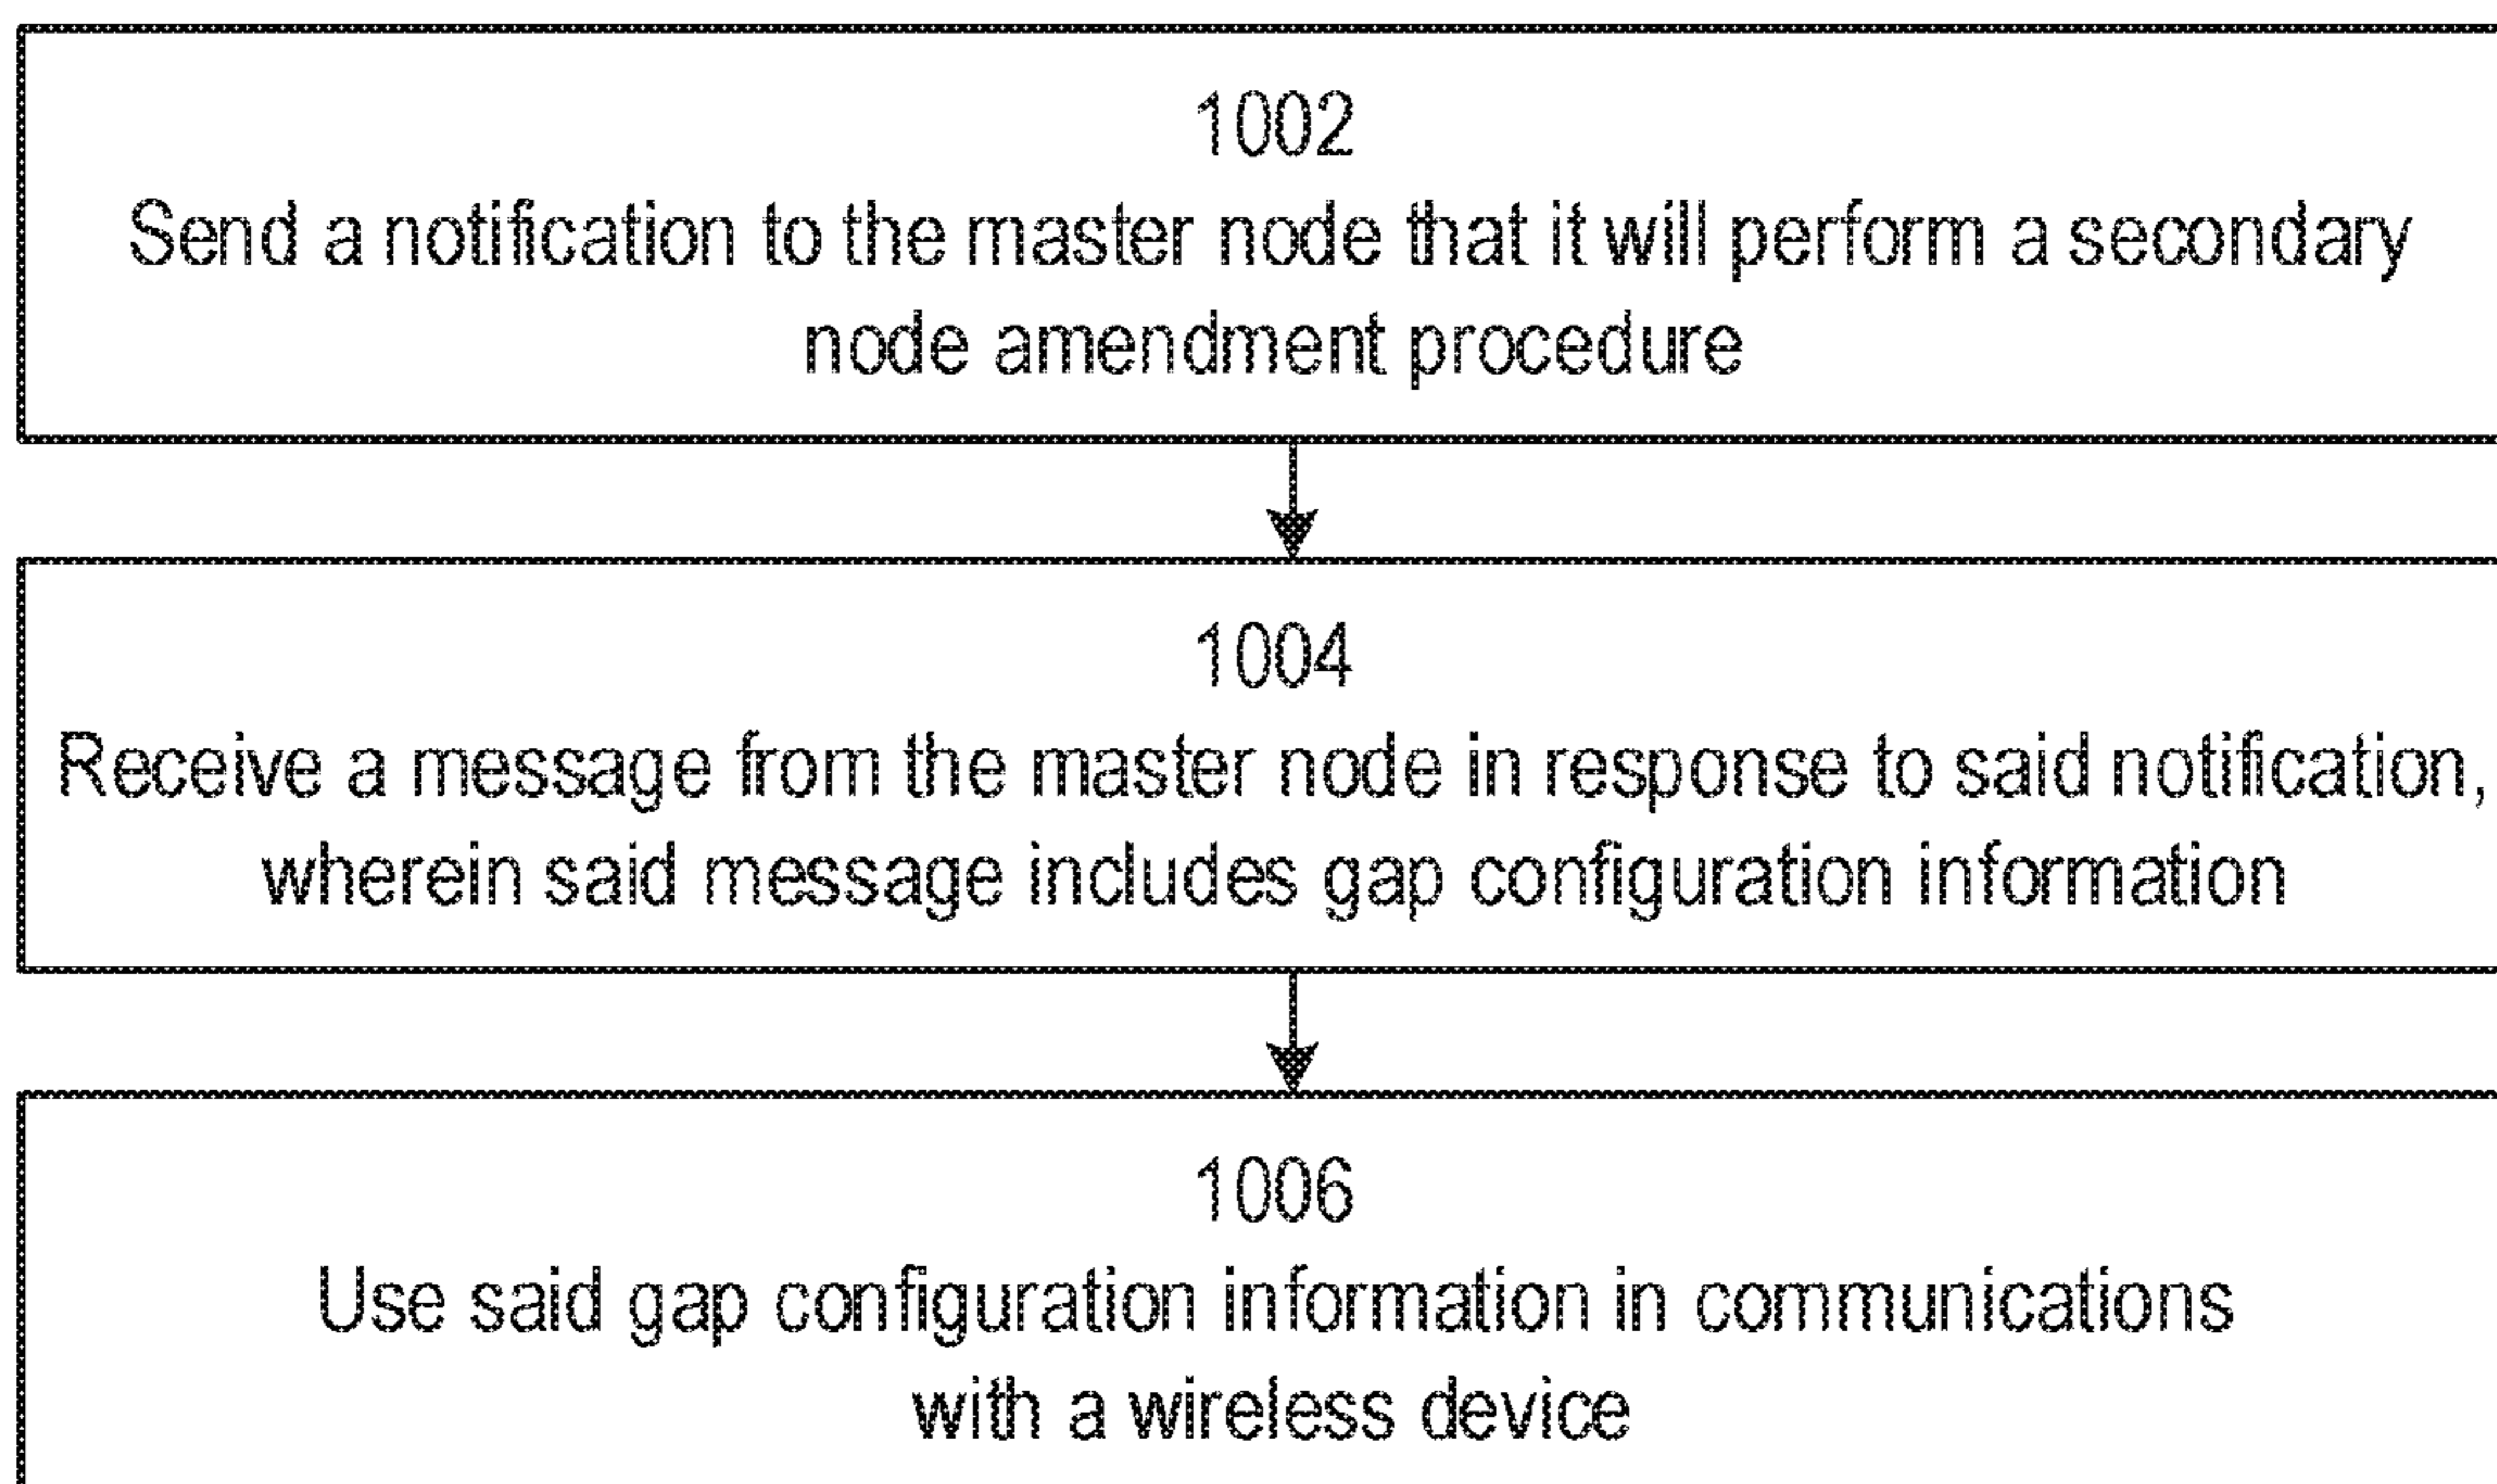 1002
Send a notification to the master node that it will perform a secondary
node amendment procedure
1004
Receive a message from the master node in response to said notification,
wherein said message includes gap configuration information
1006
Use said gap configuration information in communications
with a wireless device